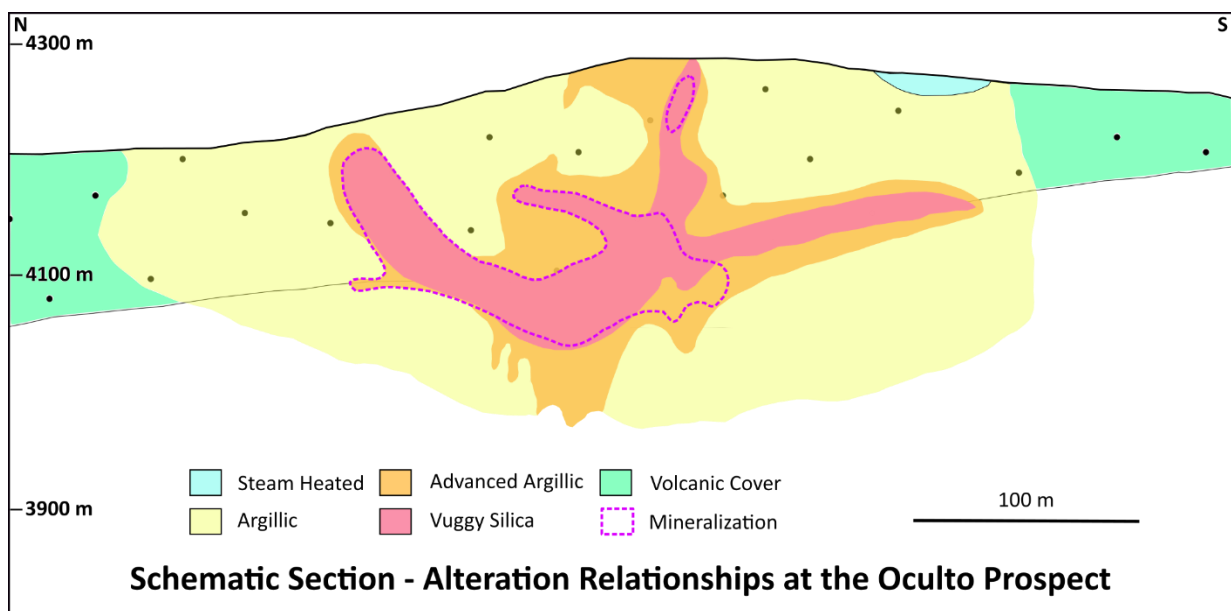 N
S
4300 m
4100 m
3900 m
Steam Heated
Advanced Argillic
Volcanic Cover
Argillic
Vuggy Silica
Mineralization
100 m
Schematic Section - Alteration Relationships at the Oculto Prospect